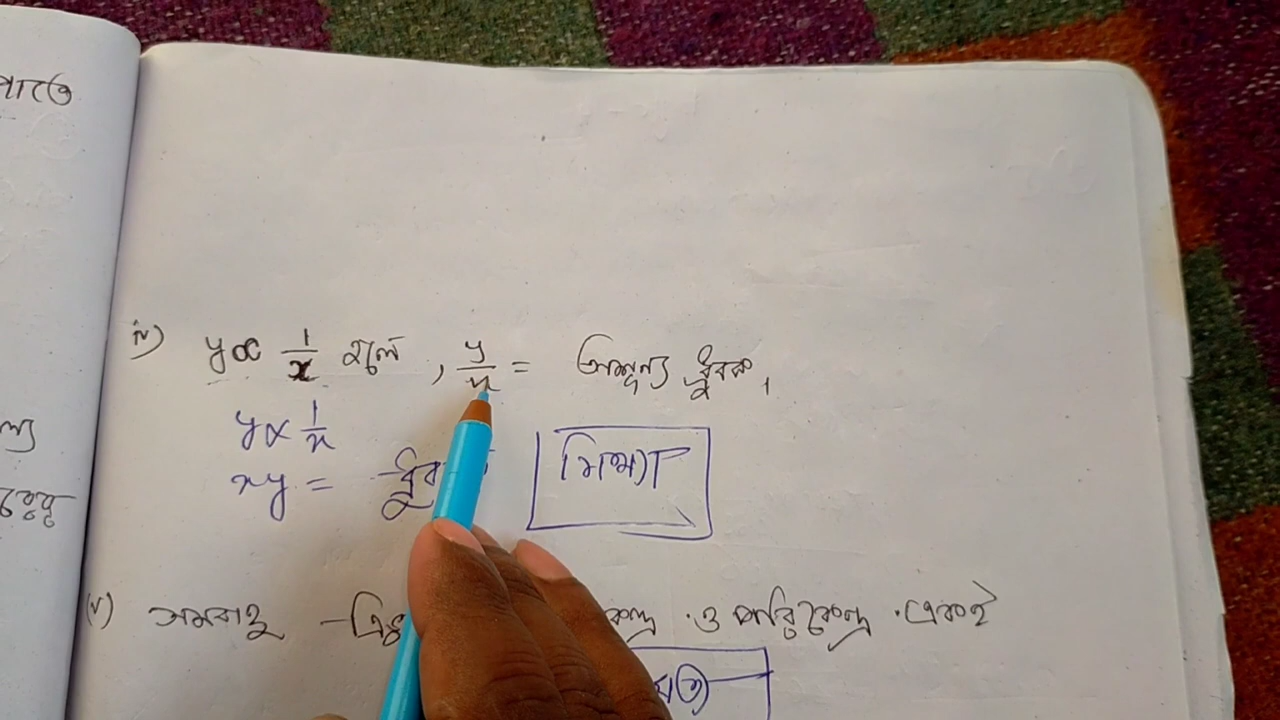 পাতে
iv) y∝ 1/x হলে , y/x = অশূন্য ধ্রুবক ।
y∝ 1/x
xy = ধ্রুবক
মিথ্যা
(v) সমবাহু ও পরিকেন্দ্র একই